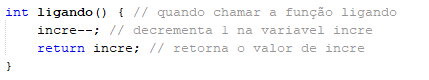 int ligando() { // quando chamar a função ligando
incre--; // decrementa 1 na variavel incre
return incre; // retorna o valor de incre
}